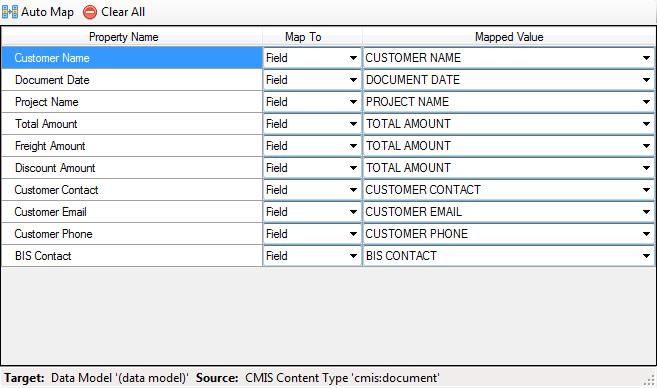 Auto Map Clear All
Property Name Map To Mapped Value
Customer Name Field CUSTOMER NAME
Document Date Field DOCUMENT DATE
Project Name Field PROJECT NAME
Total Amount Field TOTAL AMOUNT
Freight Amount Field TOTAL AMOUNT
Discount Amount Field TOTAL AMOUNT
Customer Contact Field CUSTOMER CONTACT
Customer Email Field CUSTOMER EMAIL
Customer Phone Field CUSTOMER PHONE
BIS Contact Field BIS CONTACT
Target: Data Model '(data model)' Source: CMIS Content Type 'cmis:document'